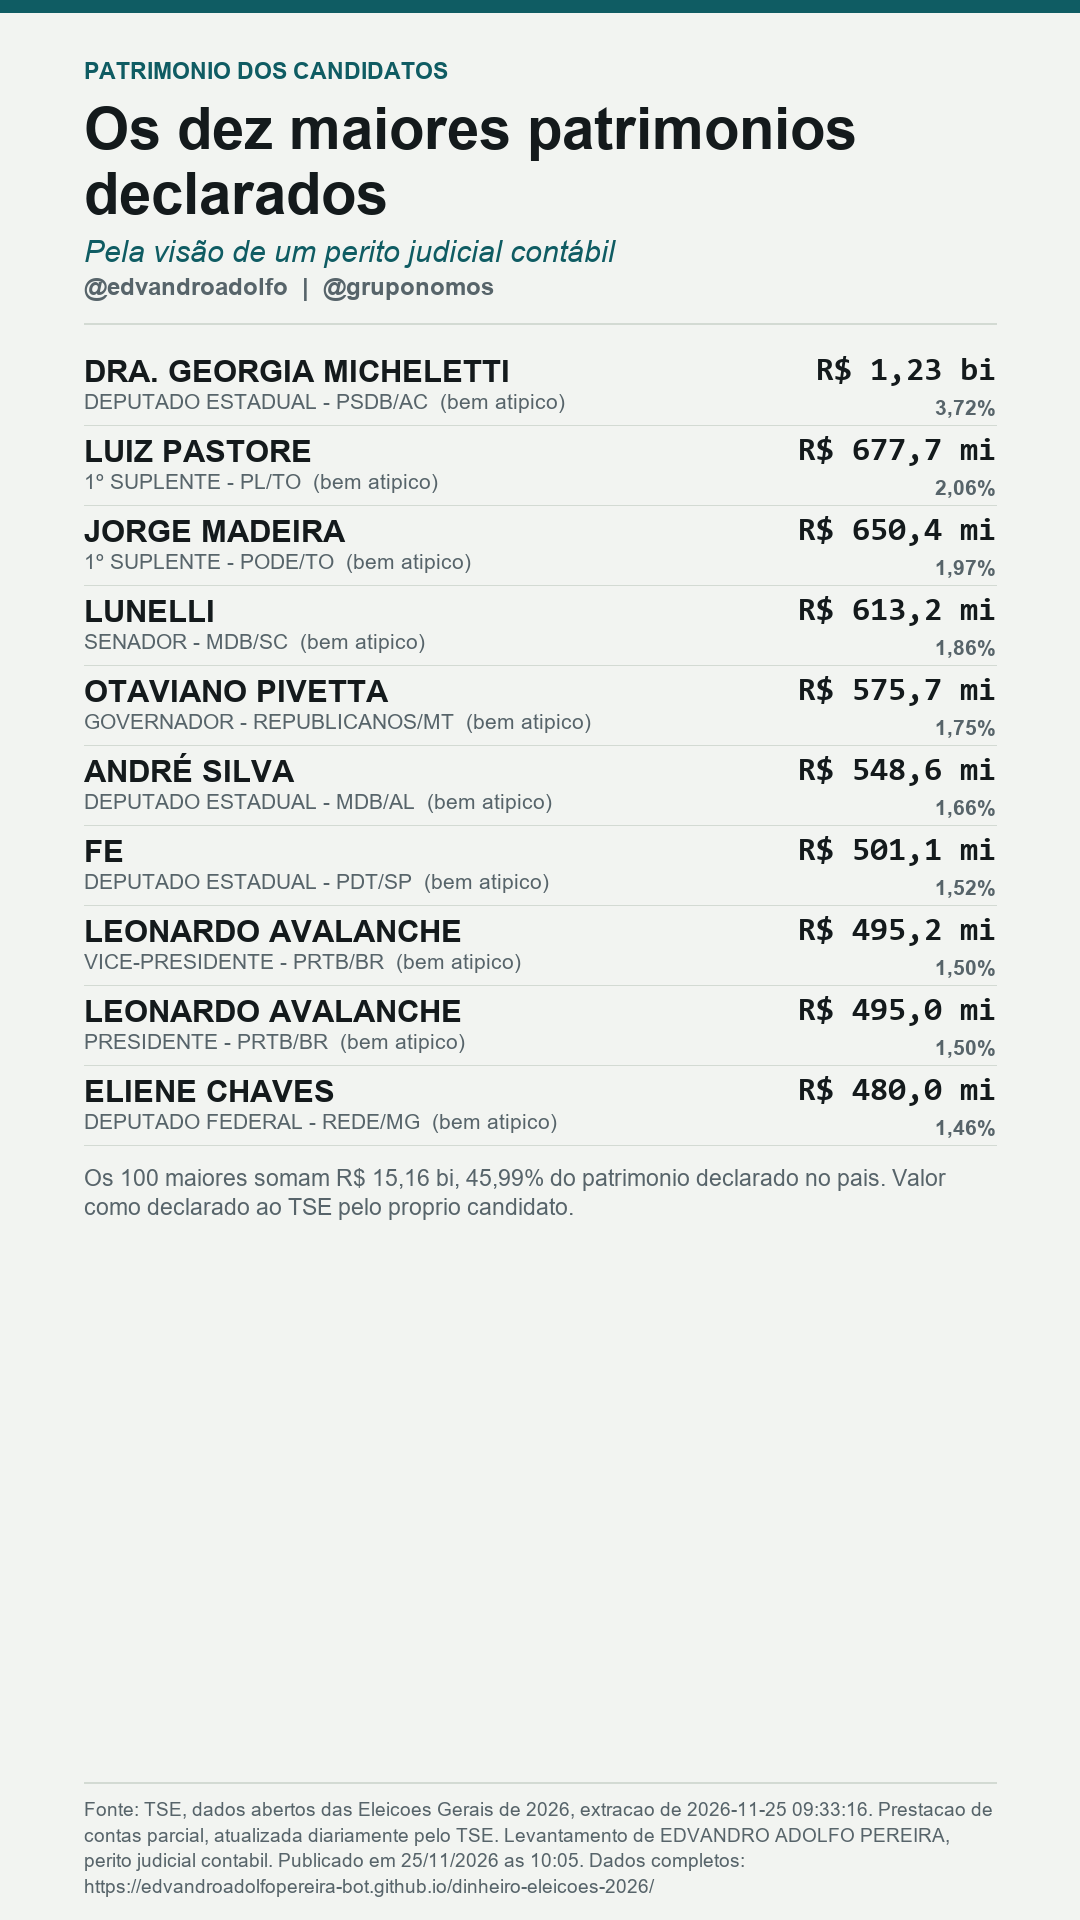 PATRIMONIO DOS CANDIDATOS
Os dez maiores patrimonios
declarados
Pela visão de um perito judicial contábil
@edvandroadolfo | @gruponomos
DRA. GEORGIA MICHELETTI
R$ 1,23 bi
DEPUTADO ESTADUAL - PSDB/AC (bem atipico)
3,72%
LUIZ PASTORE
R$ 677,7 mi
1º SUPLENTE - PL/TO (bem atipico)
2,06%
JORGE MADEIRA
R$ 650,4 mi
1º SUPLENTE - PODE/TO (bem atipico)
1,97%
LUNELLI
R$ 613,2 mi
SENADOR - MDB/SC (bem atipico)
1,86%
OTAVIANO PIVETTA
R$ 575,7 mi
GOVERNADOR - REPUBLICANOS/MT (bem atipico)
1,75%
ANDRÉ SILVA
R$ 548,6 mi
DEPUTADO ESTADUAL - MDB/AL (bem atipico)
1,66%
FE
R$ 501,1 mi
DEPUTADO ESTADUAL - PDT/SP (bem atipico)
1,52%
LEONARDO AVALANCHE
R$ 495,2 mi
VICE-PRESIDENTE - PRTB/BR (bem atipico)
1,50%
LEONARDO AVALANCHE
R$ 495,0 mi
PRESIDENTE - PRTB/BR (bem atipico)
1,50%
ELIENE CHAVES
R$ 480,0 mi
DEPUTADO FEDERAL - REDE/MG (bem atipico)
1,46%
Os 100 maiores somam R$ 15,16 bi, 45,99% do patrimonio declarado no pais. Valor
como declarado ao TSE pelo proprio candidato.
Fonte: TSE, dados abertos das Eleicoes Gerais de 2026, extracao de 2026-11-25 09:33:16. Prestacao de
contas parcial, atualizada diariamente pelo TSE. Levantamento de EDVANDRO ADOLFO PEREIRA,
perito judicial contabil. Publicado em 25/11/2026 as 10:05. Dados completos:
https://edvandroadolfopereira-bot.github.io/dinheiro-eleicoes-2026/